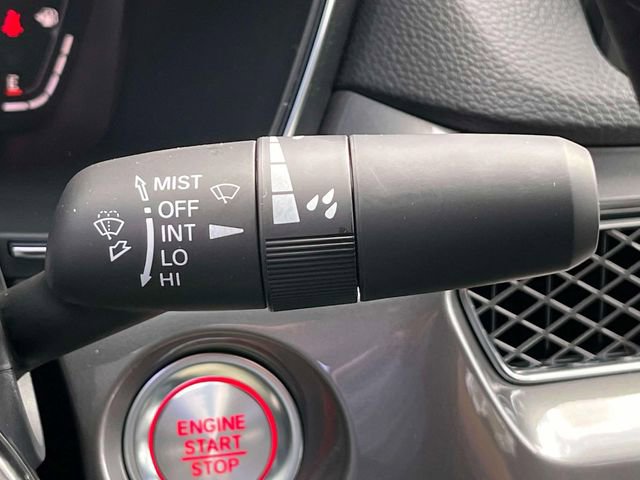 MIST
OFF
INT
LO
HI
ENGINE
START
STOP
E